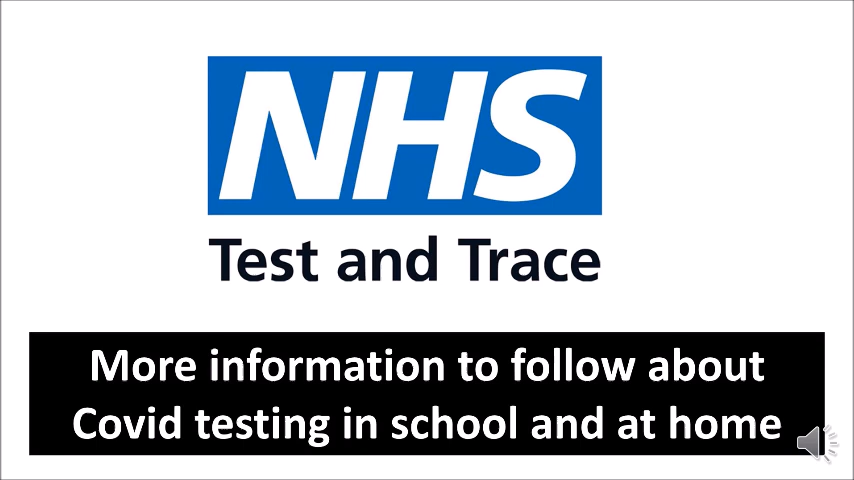 NHS
Test and Trace
More information to follow about
Covid testing in school and at home